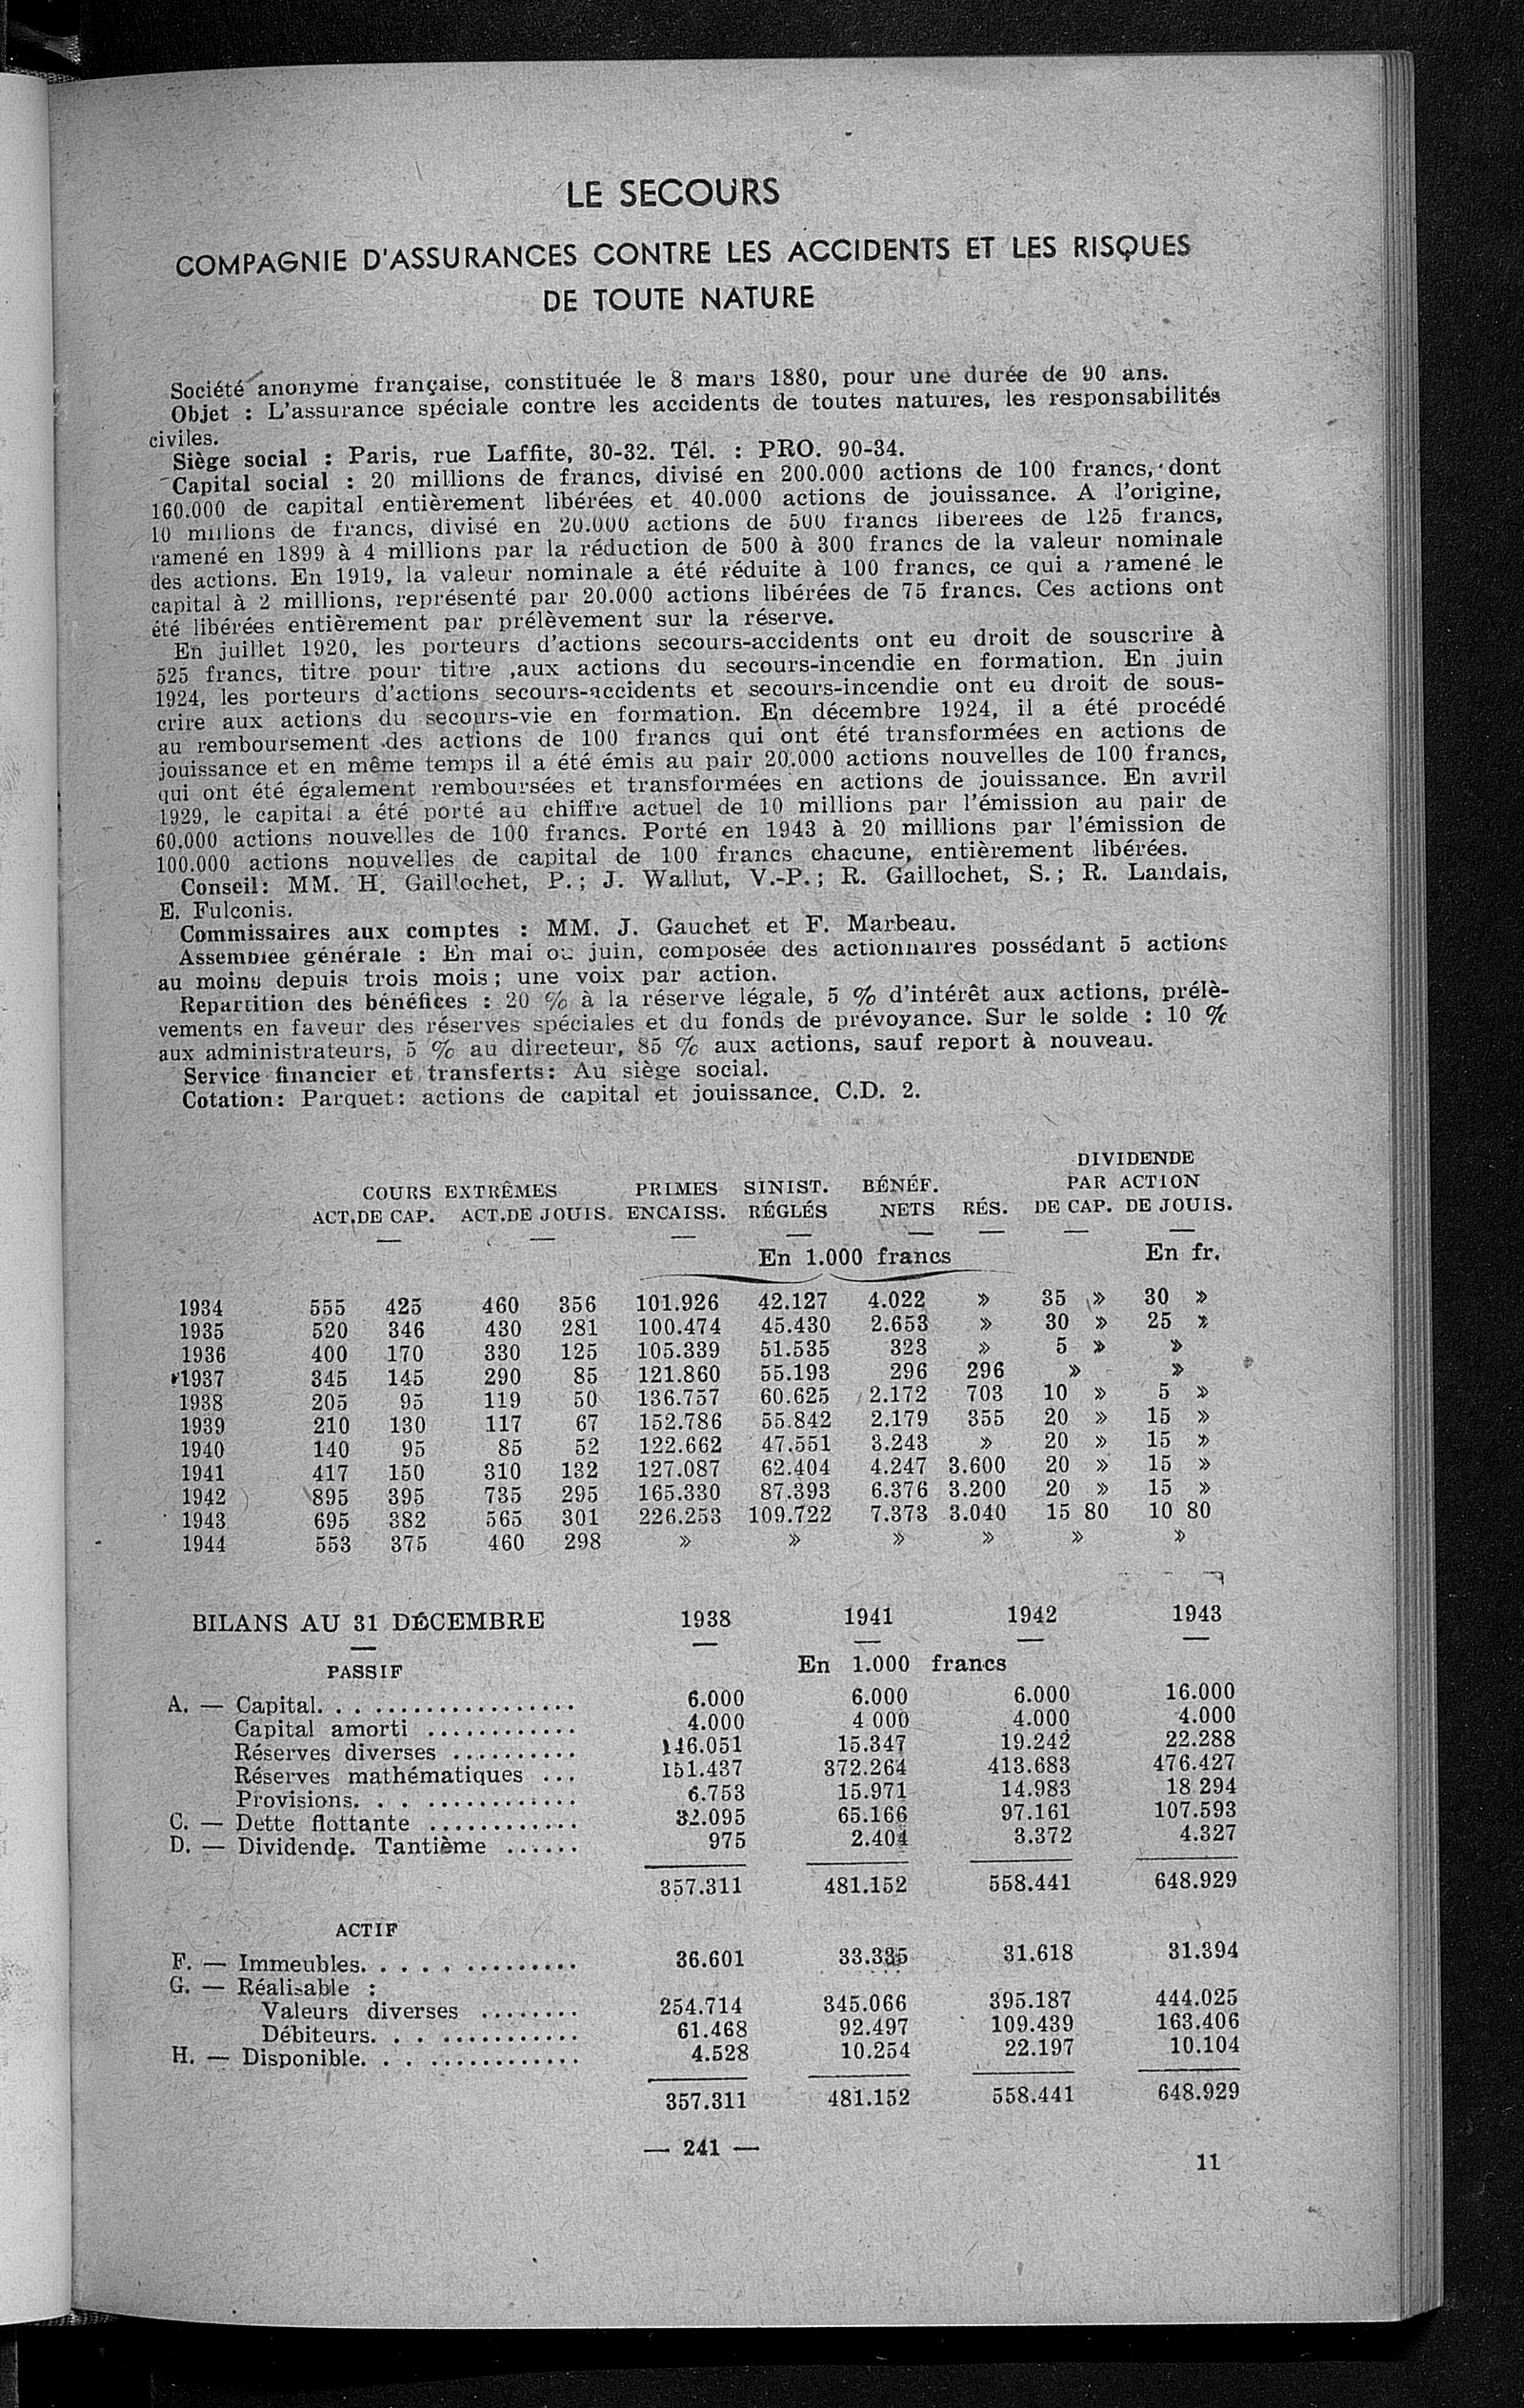 LE SECOURS
COMPAGNIE D'ASSURANCES CONTRE LES ACCIDENTS ET LES RISQUES
DE TOUTE NATURE
Société anonyme française, constituée le 8 mars 1880, pour une durée de 90 ans.
Objet : L'assurance spéciale contre les accidents de toutes natures, les responsabilités
civiles.
Siège social : Paris, rue Laffite, 30-32. Tél. : PRO. 90-34.
Capital social : 20 millions de francs, divisé en 200.000 actions de 100 francs, dont
160.000 de capital entièrement libérées et 40.000 actions de jouissance. A l'origine,
10 millions de francs, divisé en 20.000 actions de 500 francs liberees de 125 francs,
ramené en 1899 à 4 millions par la réduction de 500 à 300 francs de la valeur nominale
des actions. En 1919, la valeur nominale a été réduite à 100 francs, ce qui a ramené le
capital à 2 millions, représenté par 20.000 actions libérées de 75 francs. Ces actions ont
été libérées entièrement par prélèvement sur la réserve.
En juillet 1920, les porteurs d'actions secours-accidents ont eu droit de souscrire à
525 francs, titre pour titre ,aux actions du secours-incendie en formation. En juin
1924, les porteurs d'actions secours-accidents et secours-incendie ont eu droit de sous-
crire aux actions du secours-vie en formation. En décembre 1924, il a été procédé
au remboursement des actions de 100 francs qui ont été transformées en actions de
jouissance et en même temps il a été émis au pair 20.000 actions nouvelles de 100 francs,
qui ont été également remboursées et transformées en actions de jouissance. En avril
1929, le capital a été porté au chiffre actuel de 10 millions par l'émission au pair de
60.000 actions nouvelles de 100 francs. Porté en 1943 à 20 millions par l'émission de
100.000 actions nouvelles de capital de 100 francs chacune, entièrement libérées.
Conseil : MM. H. Gaillochet, P. ; J. Wallut, V.-P. ; R. Gaillochet, S. ; R. Landais,
E. Fulconis.
Commissaires aux comptes : MM. J. Gauchet et F. Marbeau.
Assemblee générale : En mai ou juin, composée des actionnaires possédant 5 actions
au moins depuis trois mois ; une voix par action.
Repartition des bénéfices : 20 % à la réserve légale, 5 % d'intérêt aux actions, prélè-
vements en faveur des réserves spéciales et du fonds de prévoyance. Sur le solde : 10 %
aux administrateurs, 5 % au directeur, 85 % aux actions, sauf report à nouveau.
Service financier et transferts : Au siège social.
Cotation : Parquet : actions de capital et jouissance. C.D. 2.
DIVIDENDE
COURS EXTRÊMES PRIMES SINIST. BÉNÉF. PAR ACTION
ACT.DE CAP. ACT.DE JOUIS. ENCAISS. RÉGLÉS NETS RÉS. DE CAP. DE JOUIS.
En 1.000 francs En fr.
1934 555 425 460 356 101.926 42.127 4.022 » 35 » 30 »
1935 520 346 430 281 100.474 45.430 2.653 » 30 » 25 »
1936 400 170 330 125 105.339 51.535 323 » 5 » »
1937 345 145 290 85 121.860 55.193 296 296 » »
1938 205 95 119 50 136.757 60.625 2.172 703 10 » 5 »
1939 210 130 117 67 152.786 55.842 2.179 355 20 » 15 »
1940 140 95 85 52 122.662 47.551 3.243 » 20 » 15 »
1941 417 150 310 132 127.087 62.404 4.247 3.600 20 » 15 »
1942 895 395 735 295 165.330 87.393 6.376 3.200 20 » 15 »
1943 695 382 565 301 226.253 109.722 7.373 3.040 15 80 10 80
1944 553 375 460 298 » » » » » »
BILANS AU 31 DÉCEMBRE 1938 1941 1942 1943
PASSIF En 1.000 francs
A. — Capital. . . . . . . . . . . . . . . . . . . 6.000 6.000 6.000 16.000
Capital amorti . . . . . . . . . . . . 4.000 4 000 4.000 4.000
Réserves diverses . . . . . . . . . . 146.051 15.347 19.242 22.288
Réserves mathématiques . . . 151.437 372.264 413.683 476.427
Provisions. . . . . . . . . . . . . . . 6.753 15.971 14.983 18 294
C. — Dette flottante . . . . . . . . . . . . 32.095 65.166 97.161 107.593
D. — Dividende. Tantième . . . . . . 975 2.404 3.372 4.327
357.311 481.152 558.441 648.929
ACTIF
F. — Immeubles. . . . . . . . . . . . . . 36.601 33.335 31.618 31.394
G. — Réalisable :
Valeurs diverses . . . . . . . . 254.714 345.066 395.187 444.025
Débiteurs. . . . . . . . . . . . . . 61.468 92.497 109.439 163.406
H. — Disponible. . . . . . . . . . . . . . 4.528 10.254 22.197 10.104
357.311 481.152 558.441 648.929
— 241 —
11